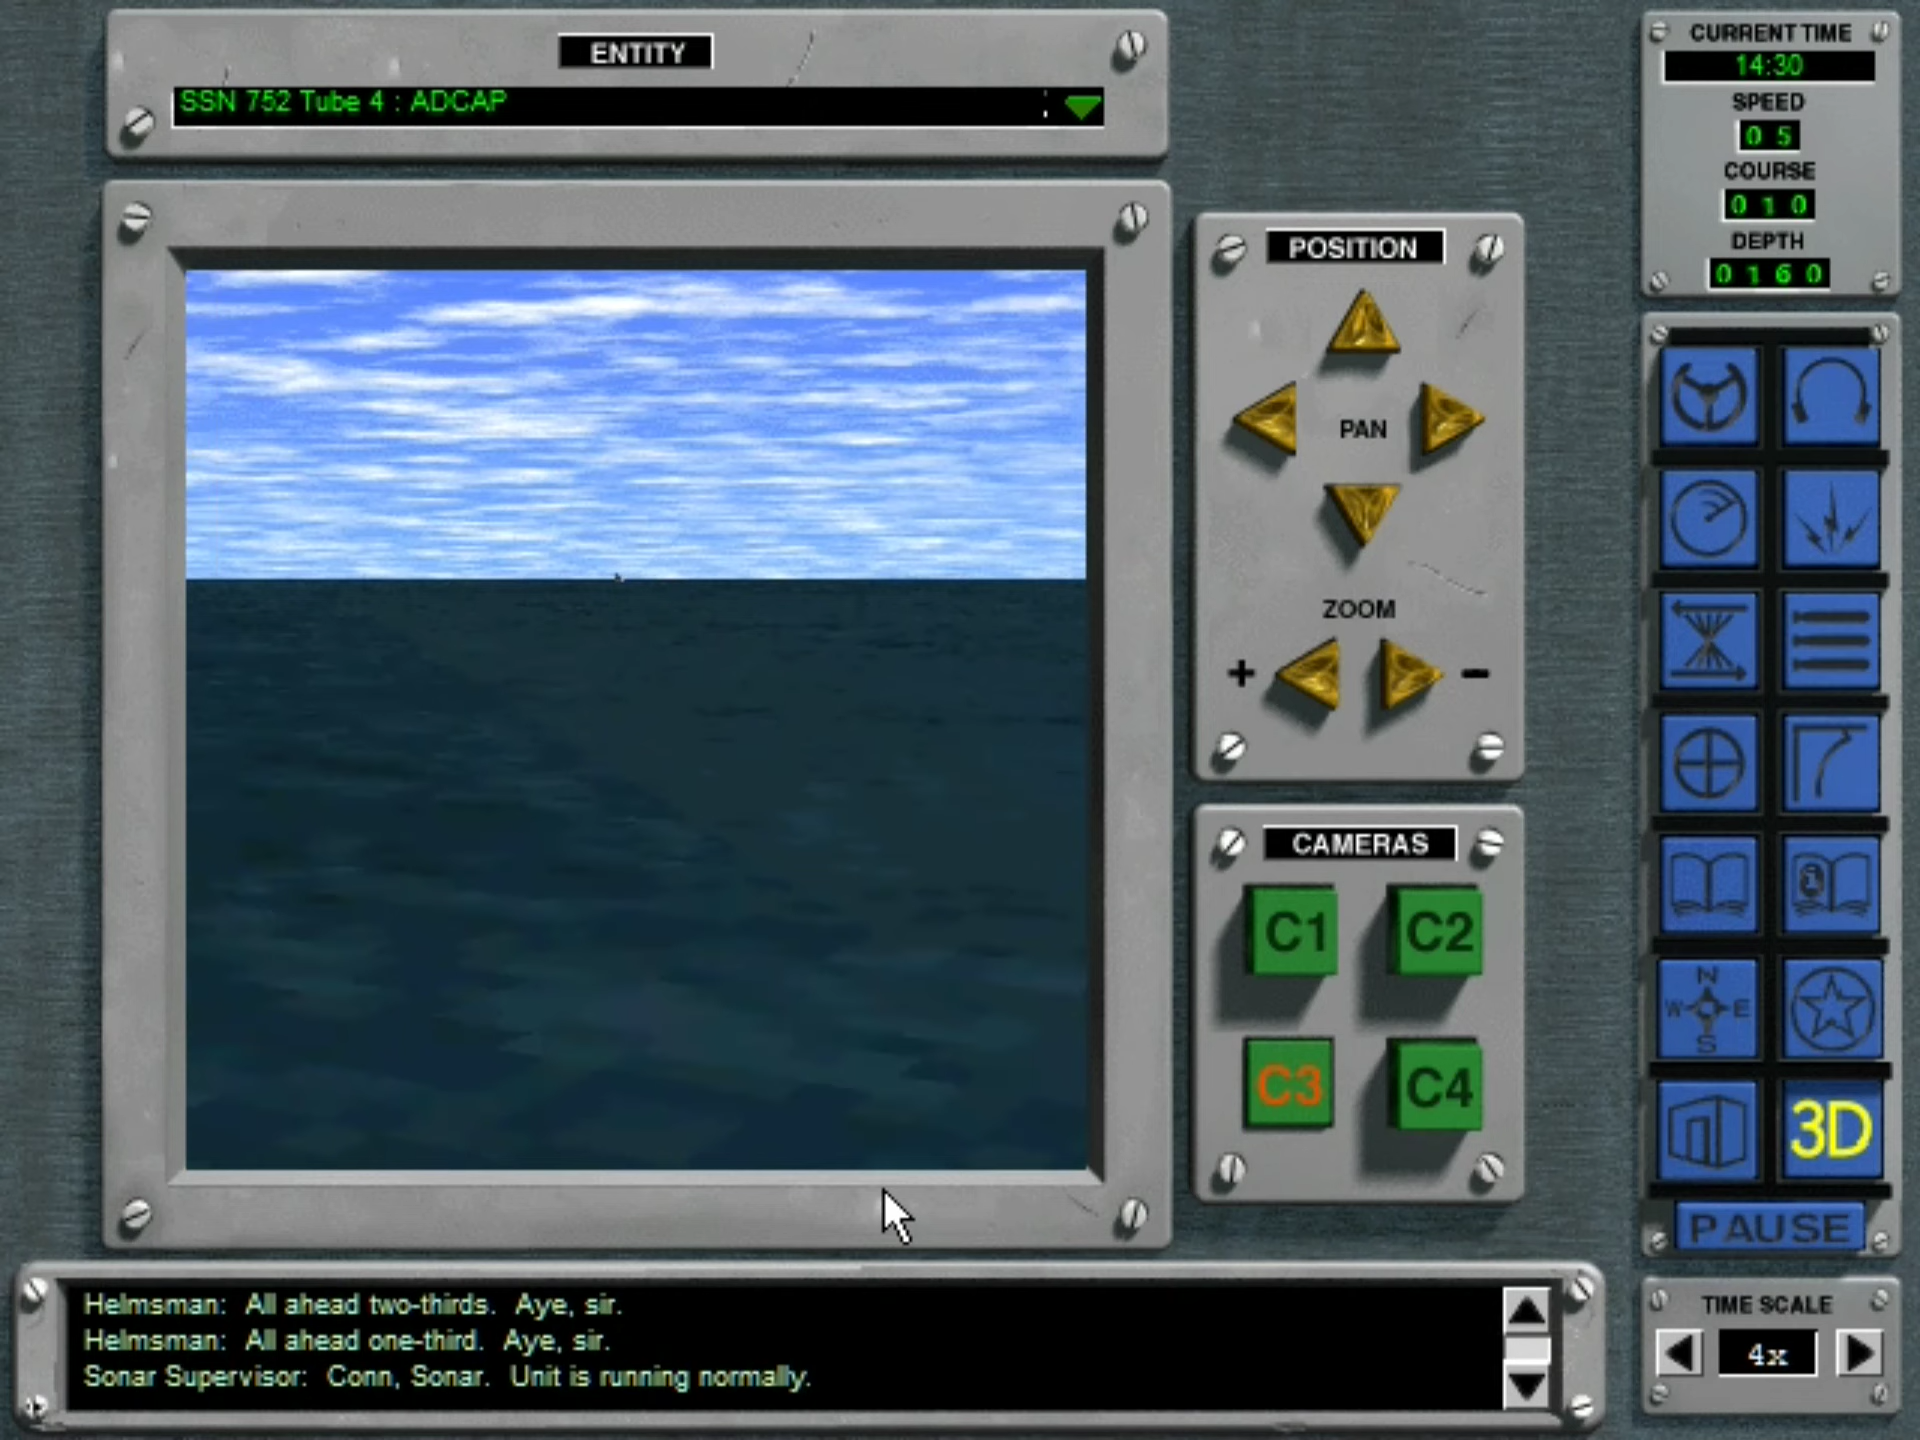 ENTITY
SSN 752 Tube 4 : ADCAP
CURRENT TIME
14:30
SPEED
0 5
COURSE
0 1 0
DEPTH
0 1 6 0
POSITION
PAN
ZOOM
+ -
CAMERAS
C1 C2
C3 C4
i
N
W E
S
3D
PAUSE
Helmsman: All ahead two-thirds. Aye, sir.
Helmsman: All ahead one-third. Aye, sir.
Sonar Supervisor: Conn, Sonar. Unit is running normally.
TIME SCALE
4x